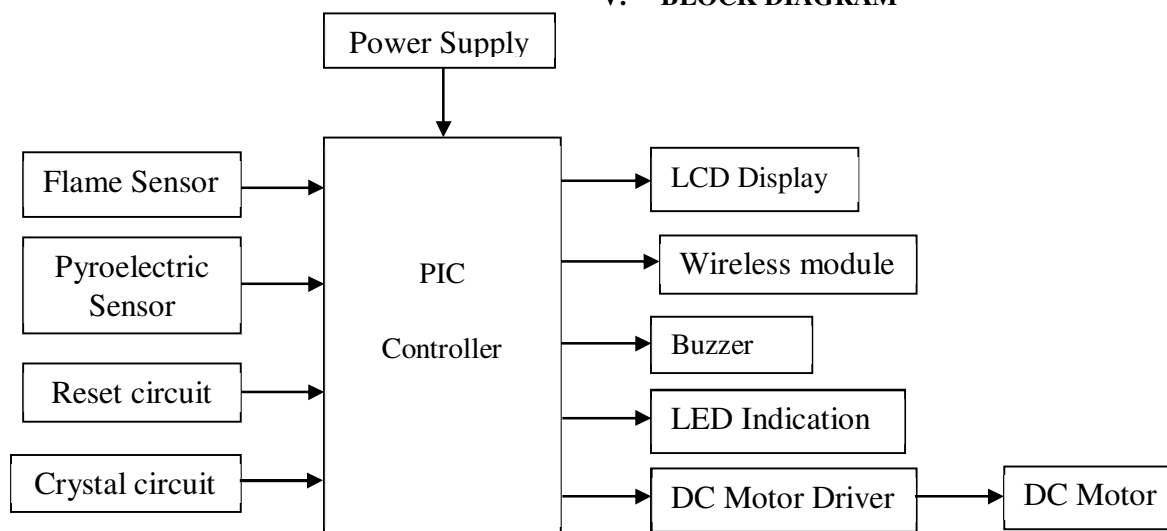 V. BLOCK DIAGRAM
Power Supply
Flame Sensor
Pyroelectric
Sensor
Reset circuit
Crystal circuit
PIC
Controller
LCD Display
Wireless module
Buzzer
LED Indication
DC Motor Driver
DC Motor